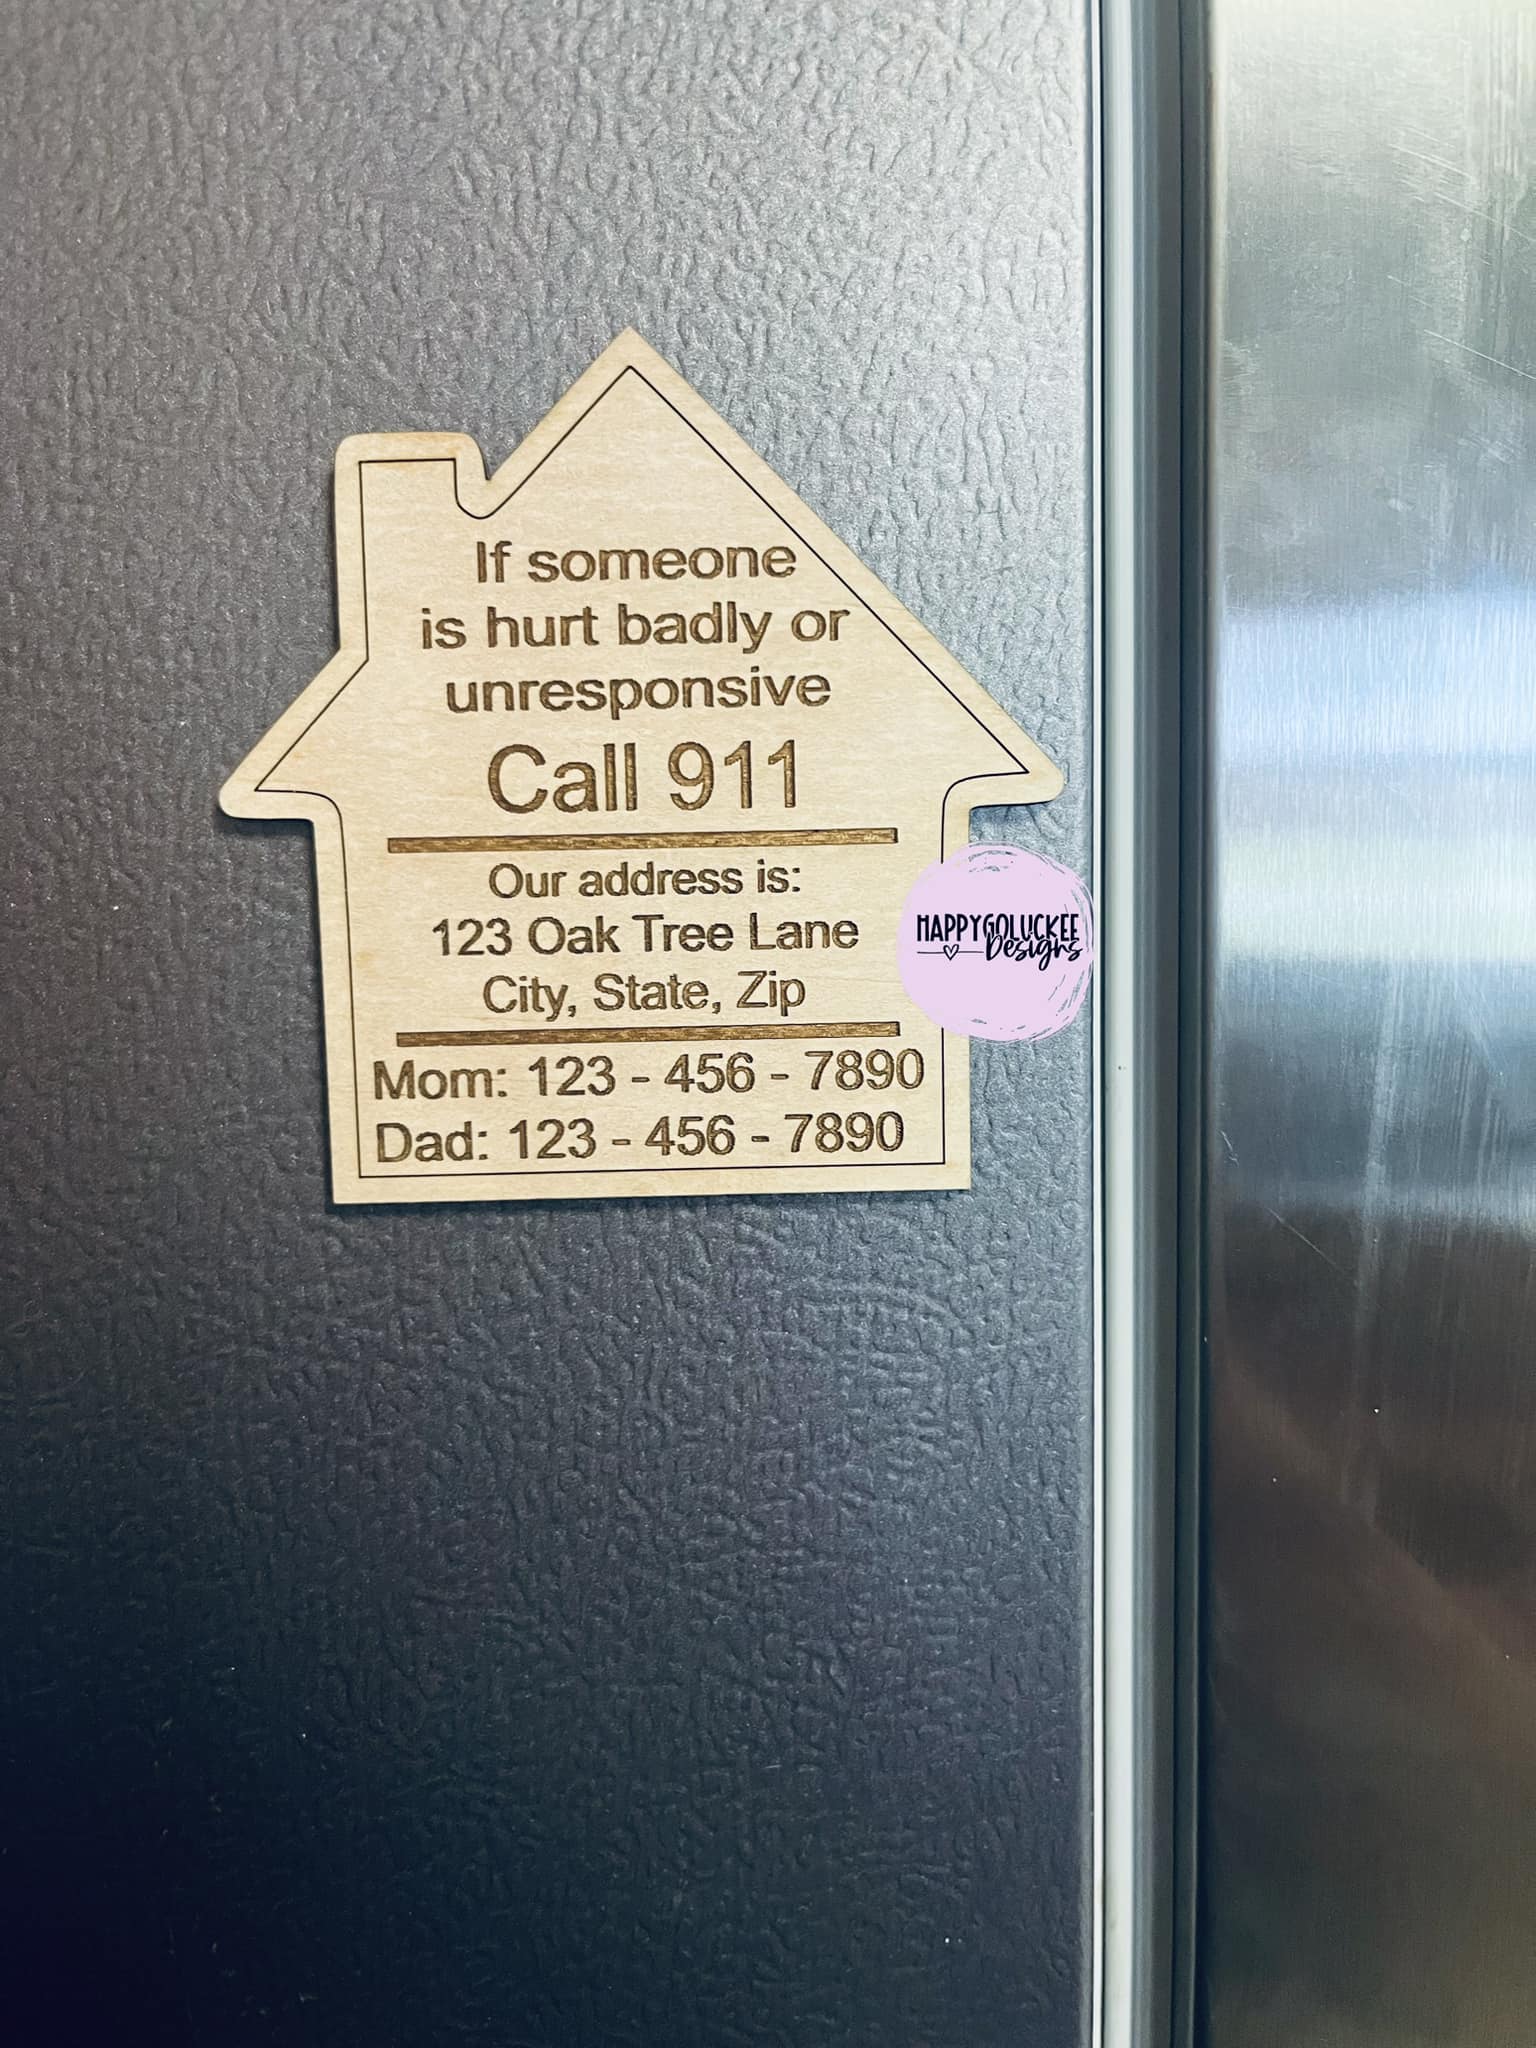 If someone
is hurt badly or
unresponsive
Call 911
Our address is:
123 Oak Tree Lane
City, State, Zip
Mom: 123 - 456 - 7890
Dad: 123 - 456 - 7890
HAPPYGOLUCKEE
Designs